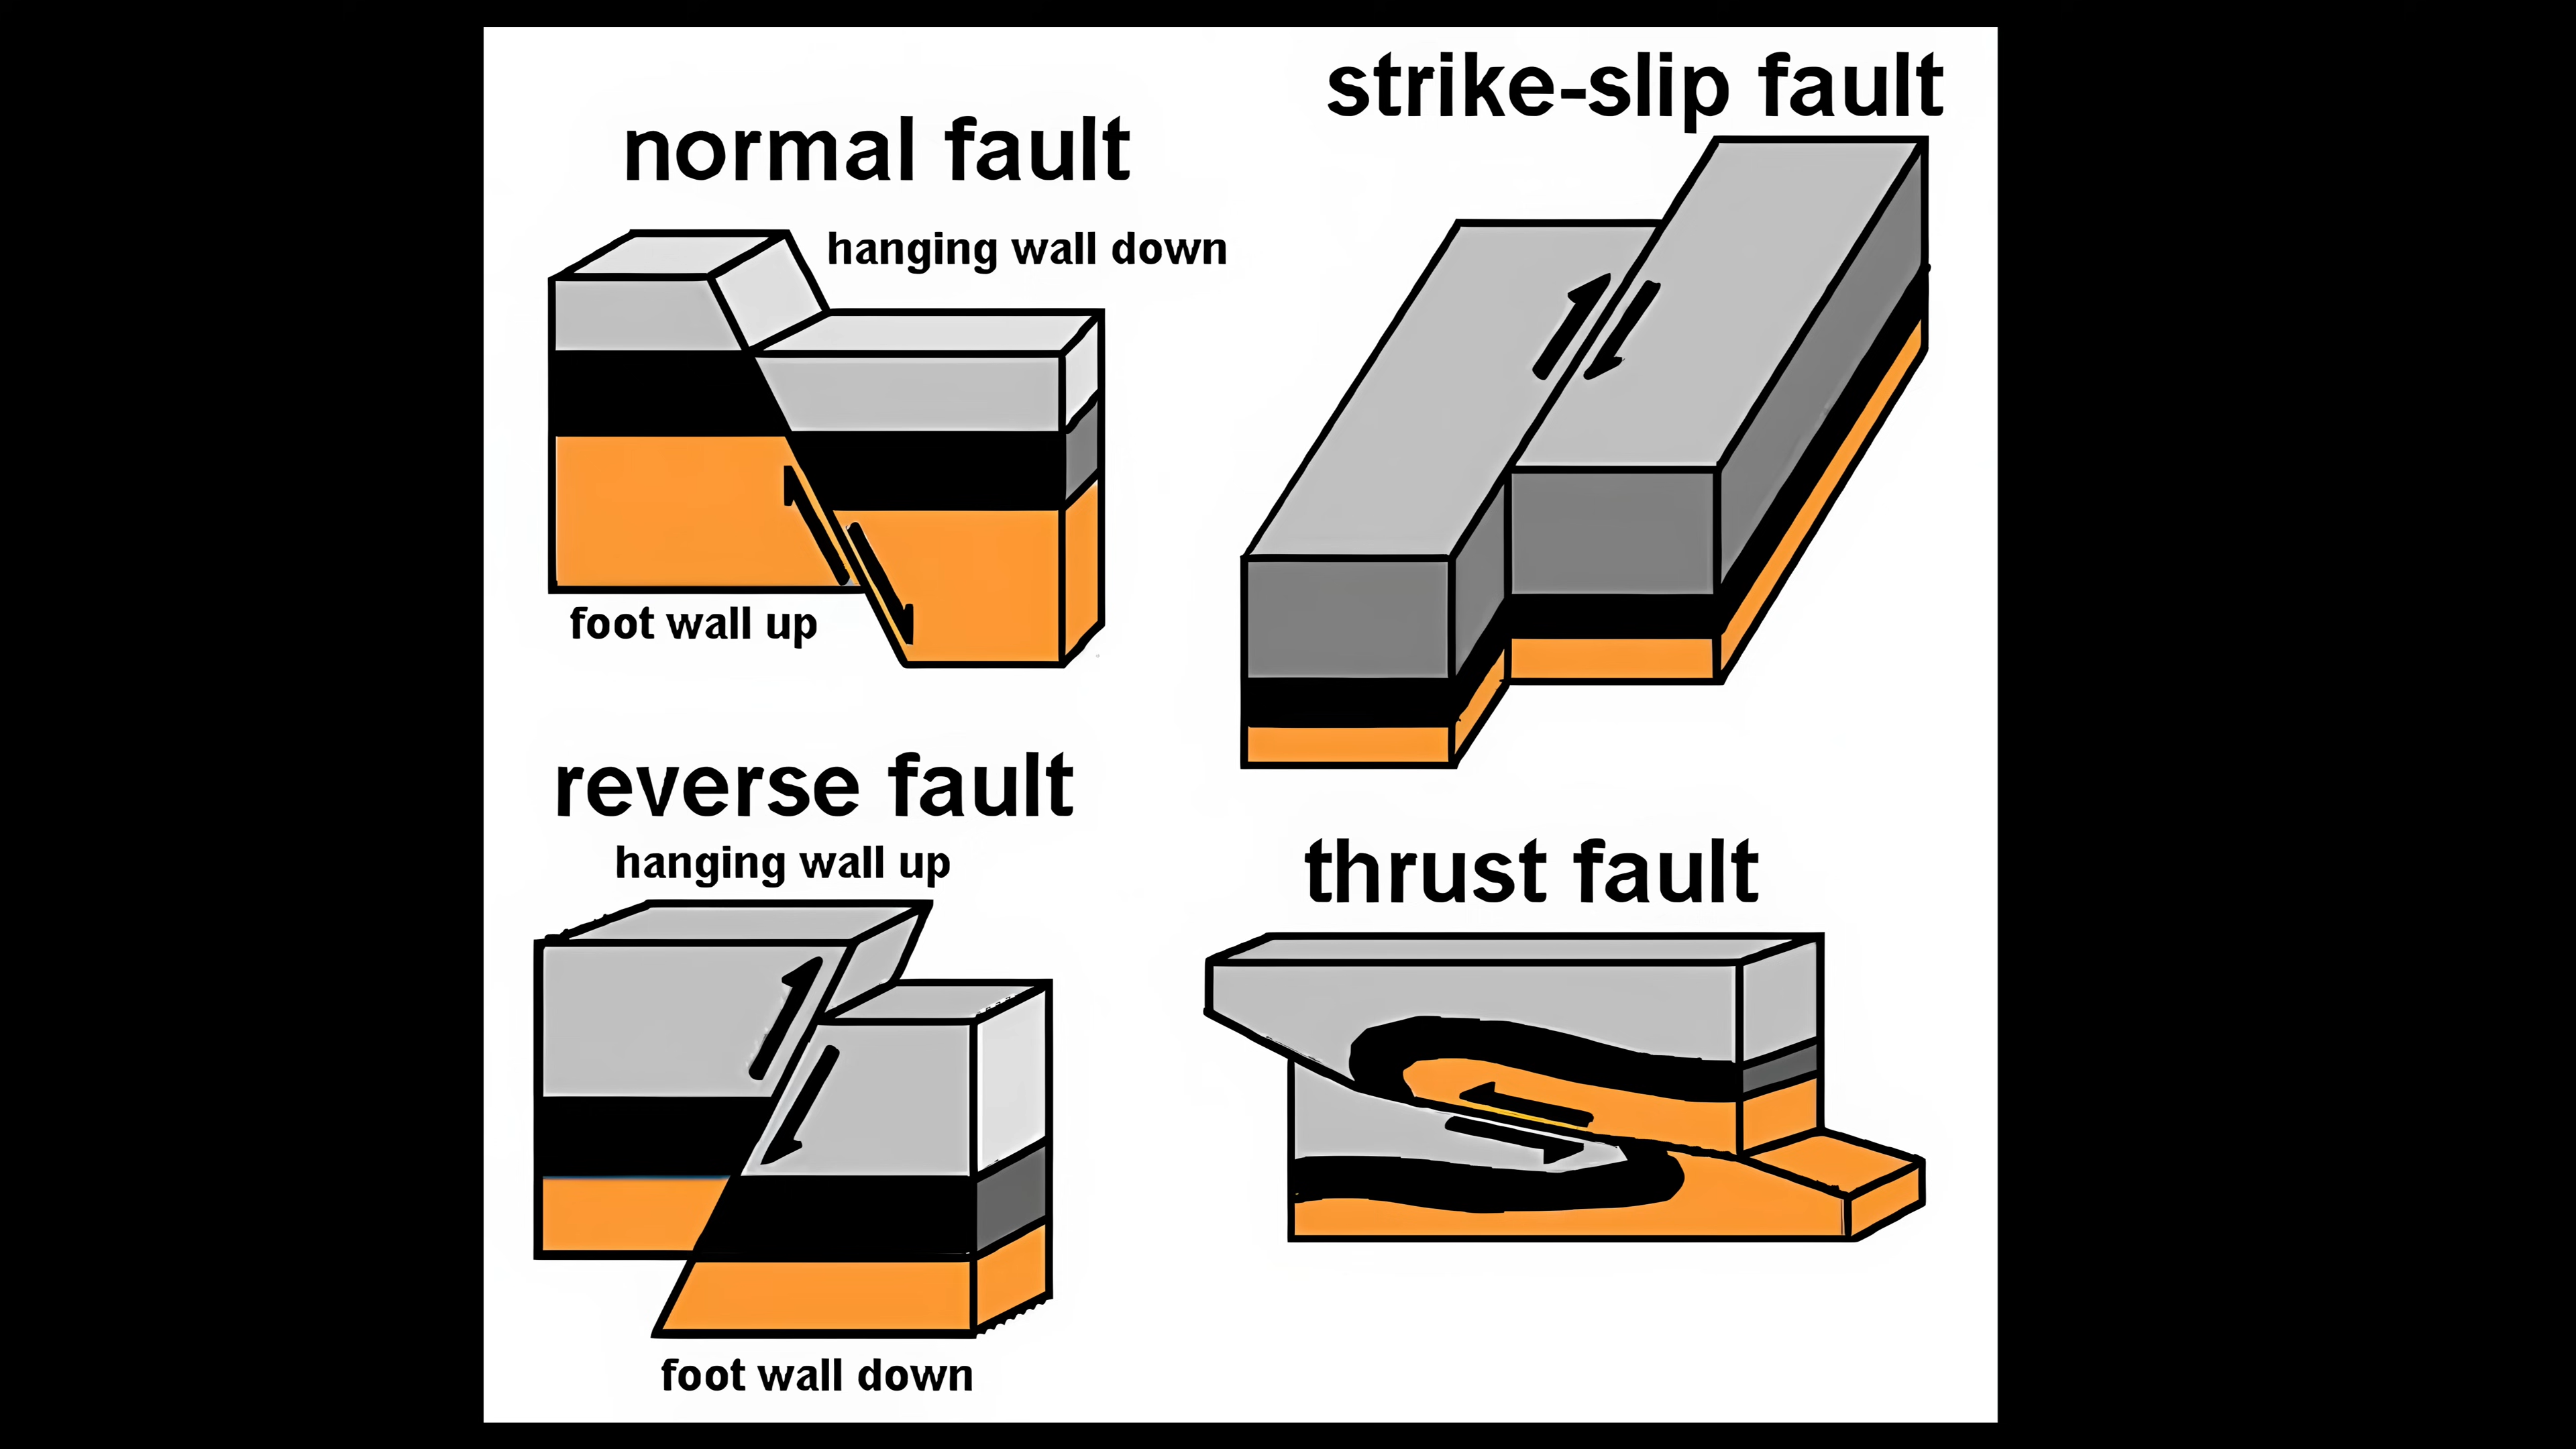 normal fault
hanging wall down
foot wall up
strike-slip fault
reverse fault
hanging wall up
foot wall down
thrust fault